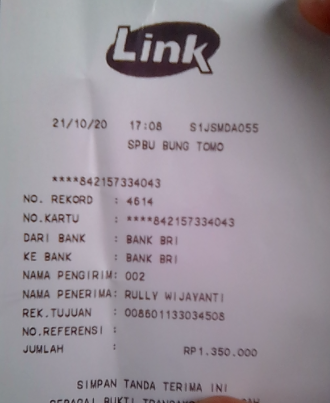 Link
21/10/20 17:08 S1JSMDA055
SPBU BUNG TOMO
****842157334043
NO. REKORD : 4614
NO.KARTU : ****842157334043
DARI BANK : BANK BRI
KE BANK : BANK BRI
NAMA PENGIRIM: 002
NAMA PENERIMA: RULLY WIJAYANTI
REK.TUJUAN : 008601133034508
NO.REFERENSI :
JUMLAH : RP1.350.000
SIMPAN TANDA TERIMA INI
SEBAGAI BUKTI